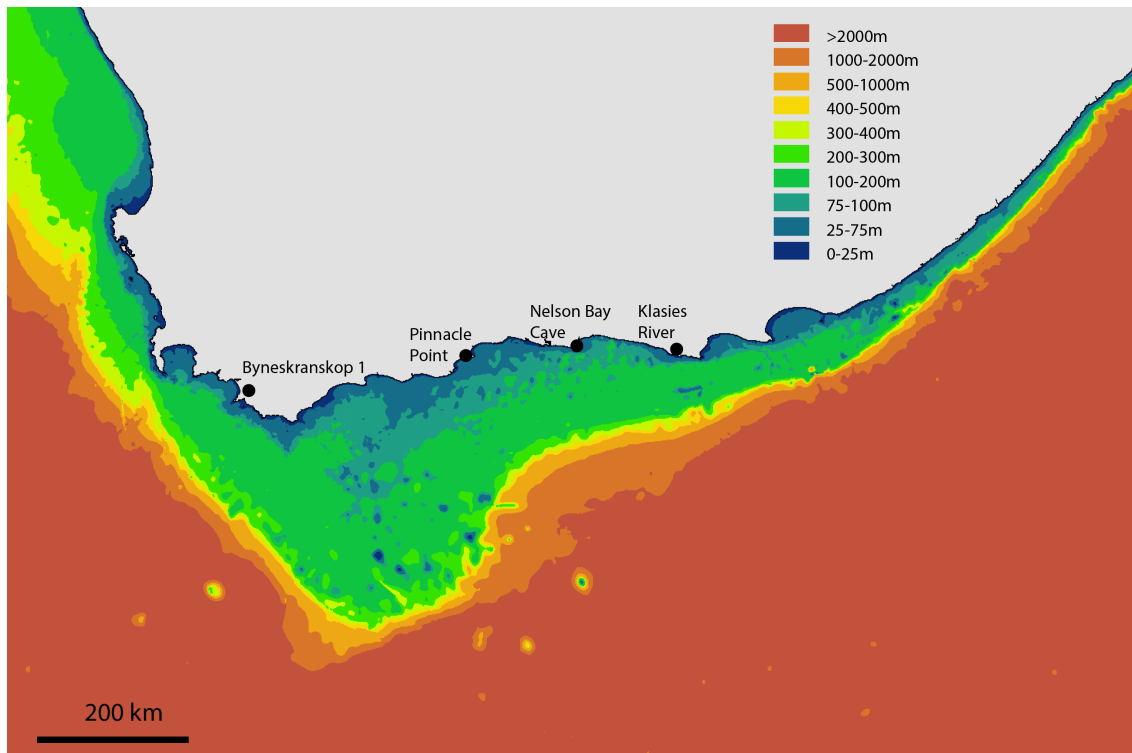 >2000m
1000-2000m
500-1000m
400-500m
300-400m
200-300m
100-200m
75-100m
25-75m
0-25m
Nelson Bay
Cave
Klasies
River
Pinnacle
Point
Byneskranskop 1
200 km